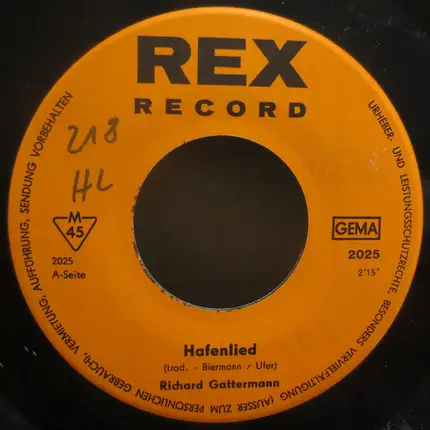 REX
RECORD
218
HL
M
45
2025
A-Seite
GEMA
2025
2'15"
Hafenlied
(trad. - Biermann / Ufer)
Richard Gattermann
URHEBER- UND LEISTUNGSSCHUTZRECHTE, BESONDERS VERVIELFÄLTIGUNG (AUSSER ZUM PERSÖNLICHEN GEBRAUCH), VERMIETUNG, AUFFÜHRUNG, SENDUNG VORBEHALTEN